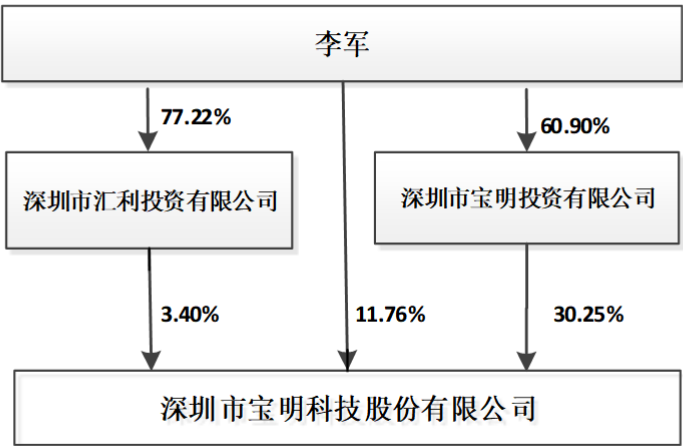 李军
77.22%
60.90%
深圳市汇利投资有限公司
深圳市宝明投资有限公司
3.40%
11.76%
30.25%
深圳市宝明科技股份有限公司